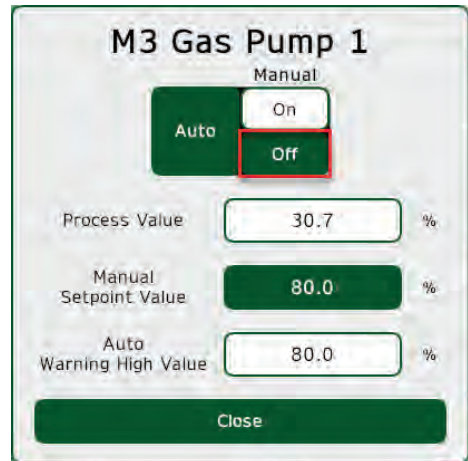 M3 Gas Pump 1
Manual
Auto
On
Off
Process Value 30.7 %
Manual
Setpoint Value 80.0 %
Auto
Warning High Value 80.0 %
Close